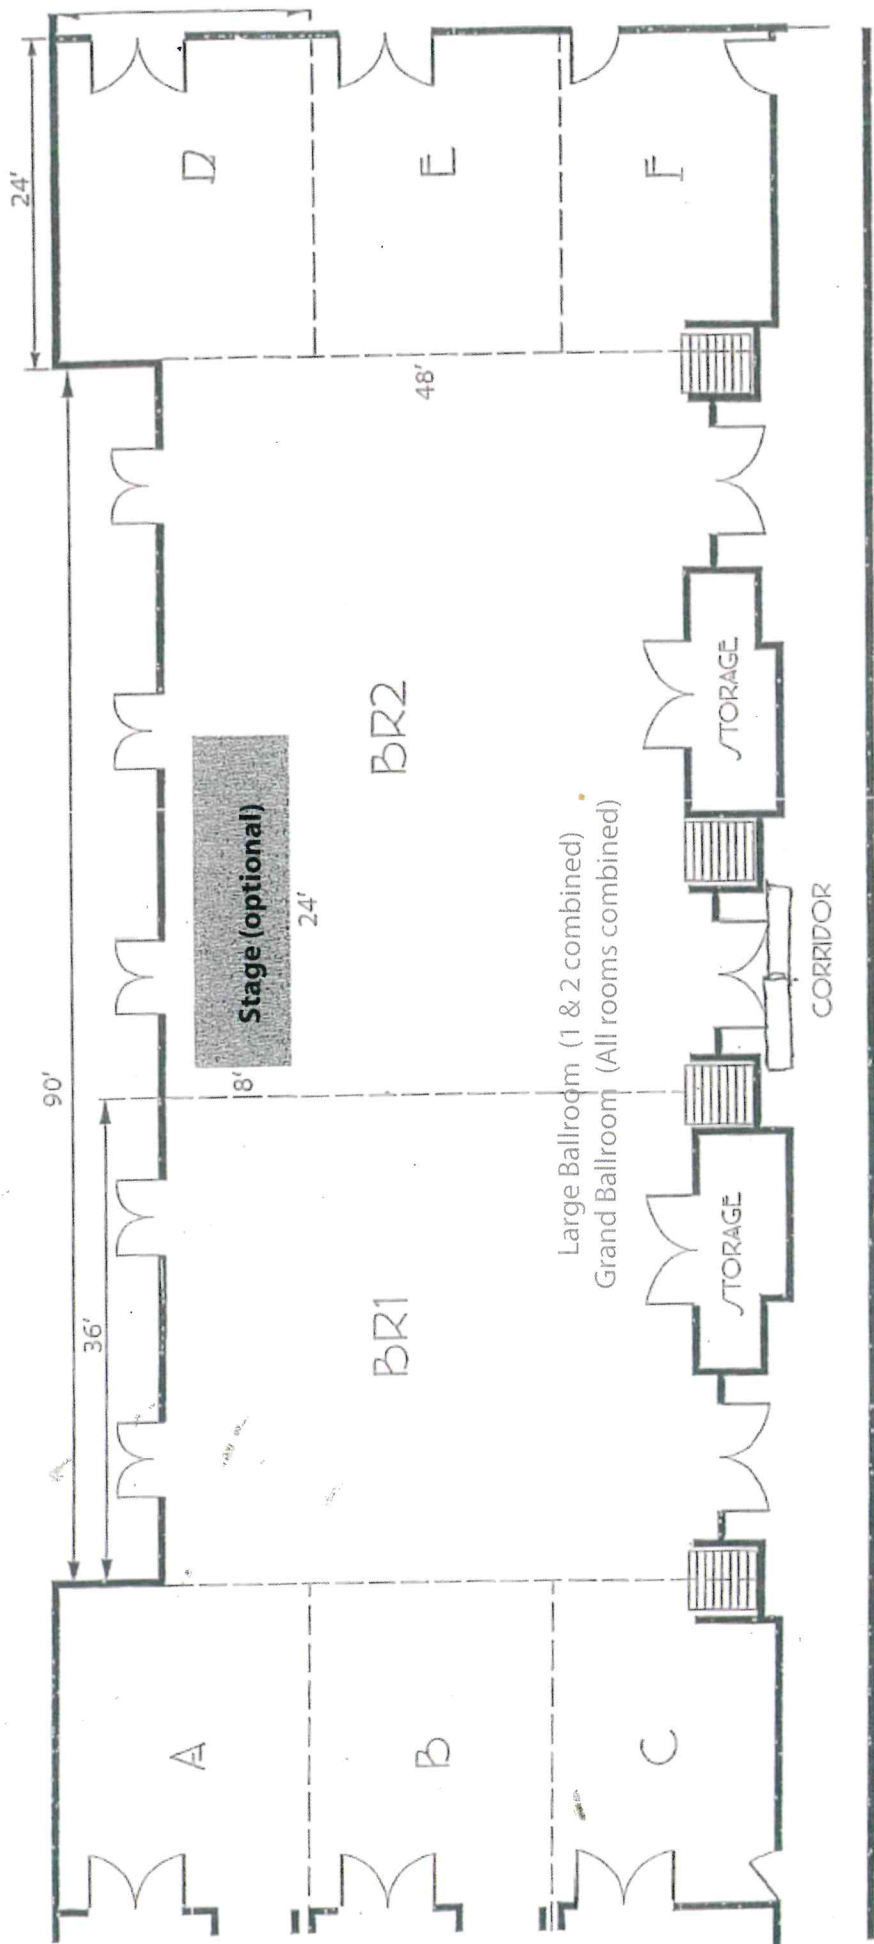 24'
90'
36'
48'
A
B
C
D
E
F
BR1
BR2
Stage (optional)
8'
24'
Large Ballroom (1 & 2 combined)
Grand Ballroom (All rooms combined)
STORAGE
STORAGE
CORRIDOR